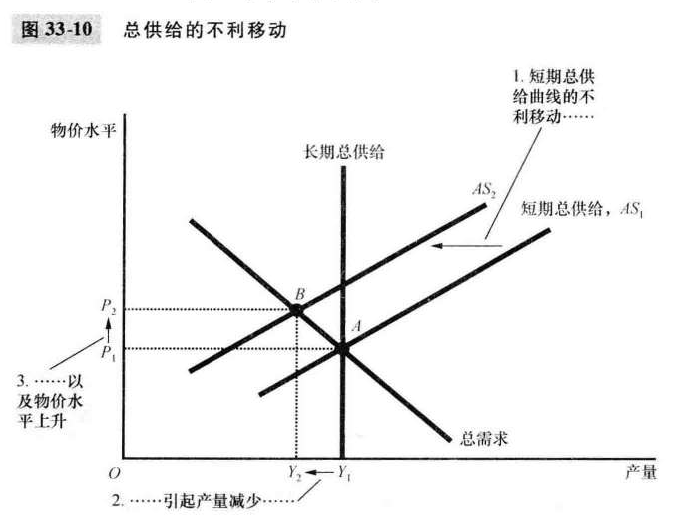 图 33-10 总供给的不利移动
1. 短期总供
给曲线的不
利移动……
物价水平
长期总供给
AS₂
短期总供给，AS₁
B
P₂
A
P₁
3. ……以
及物价水
平上升
总需求
O
Y₂
Y₁
产量
2. ……引起产量减少……